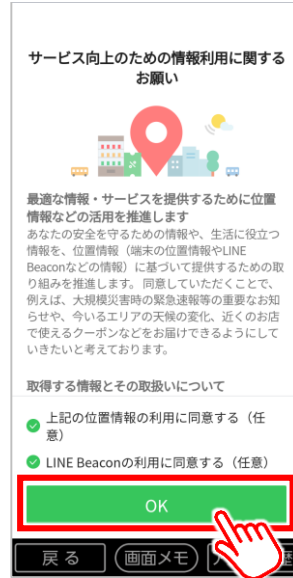 サービス向上のための情報利用に関する
お願い
最適な情報・サービスを提供するために位置
情報などの活用を推進します
あなたの安全を守るための情報や、生活に役立つ
情報を、位置情報（端末の位置情報やLINE
Beaconなどの情報）に基づいて提供するための取
り組みを推進します。同意していただくことで、
例えば、大規模災害時の緊急速報等の重要なお知
らせや、今いるエリアの天候の変化、近くのお店
で使えるクーポンなどをお届けできるようにして
いきたいと考えております。
取得する情報とその取扱いについて
上記の位置情報の利用に同意する（任
意）
LINE Beaconの利用に同意する（任意）
OK
戻る 画面メモ